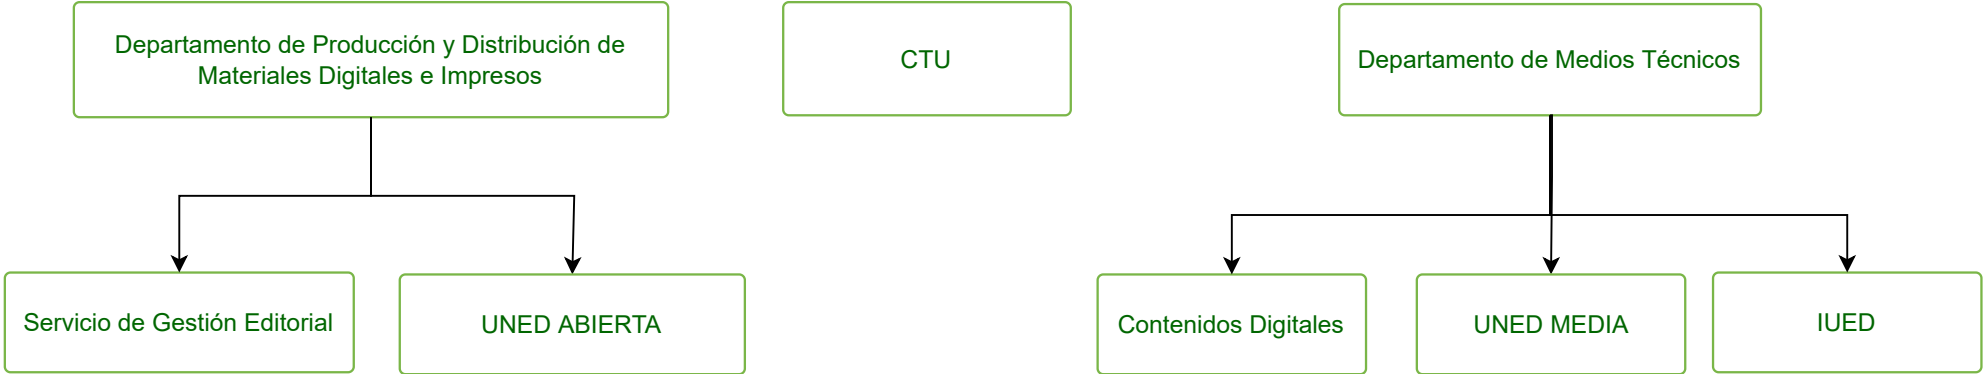 Departamento de Producción y Distribución de
Materiales Digitales e Impresos
CTU
Departamento de Medios Técnicos
Servicio de Gestión Editorial
UNED ABIERTA
Contenidos Digitales
UNED MEDIA
IUED